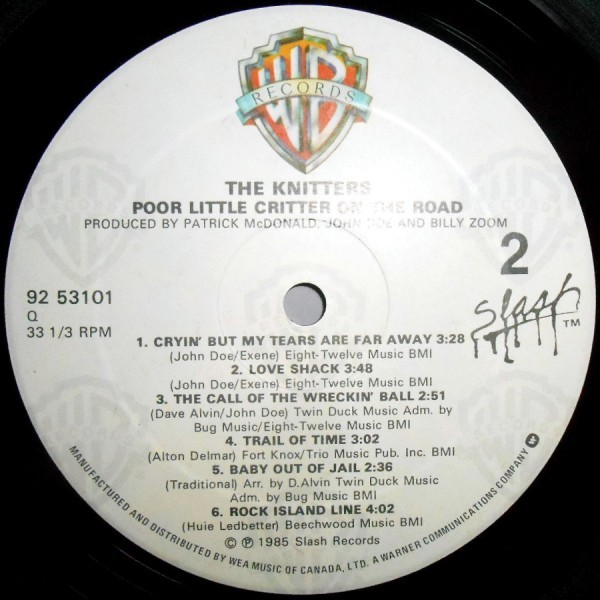 WB
RECORDS
THE KNITTERS
POOR LITTLE CRITTER ON THE ROAD
PRODUCED BY PATRICK McDONALD, JOHN DOE AND BILLY ZOOM
92 53101
Q
33 1/3 RPM
2
Slash
TM
1. CRYIN' BUT MY TEARS ARE FAR AWAY 3:28
(John Doe/Exene) Eight-Twelve Music BMI
2. LOVE SHACK 3:48
(John Doe/Exene) Eight-Twelve Music BMI
3. THE CALL OF THE WRECKIN' BALL 2:51
(Dave Alvin/John Doe) Twin Duck Music Adm. by
Bug Music/Eight-Twelve Music BMI
4. TRAIL OF TIME 3:02
(Alton Delmar) Fort Knox/Trio Music Pub. Inc. BMI
5. BABY OUT OF JAIL 2:36
(Traditional) Arr. by D.Alvin Twin Duck Music
Adm. by Bug Music BMI
6. ROCK ISLAND LINE 4:02
(Huie Ledbetter) Beechwood Music BMI
© ℗ 1985 Slash Records
MANUFACTURED AND DISTRIBUTED BY WEA MUSIC OF CANADA, LTD. A WARNER COMMUNICATIONS COMPANY